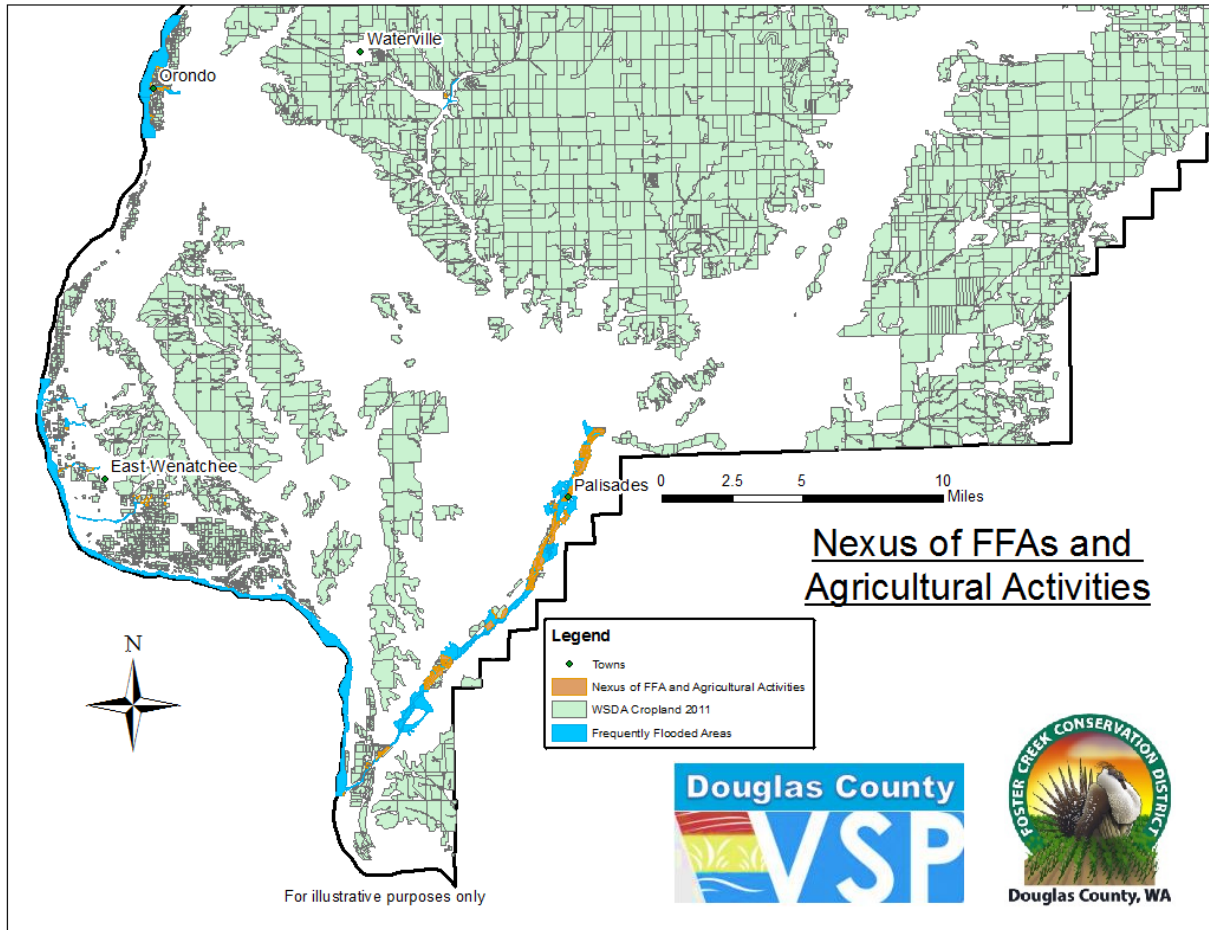 Waterville
Orondo
East Wenatchee
Palisades
0 2.5 5 10
Miles
Nexus of FFAs and
Agricultural Activities
N
Legend
Towns
Nexus of FFA and Agricultural Activities
WSDA Cropland 2011
Frequently Flooded Areas
Douglas County
VSP
FOSTER CREEK CONSERVATION DISTRICT
Douglas County, WA
For illustrative purposes only